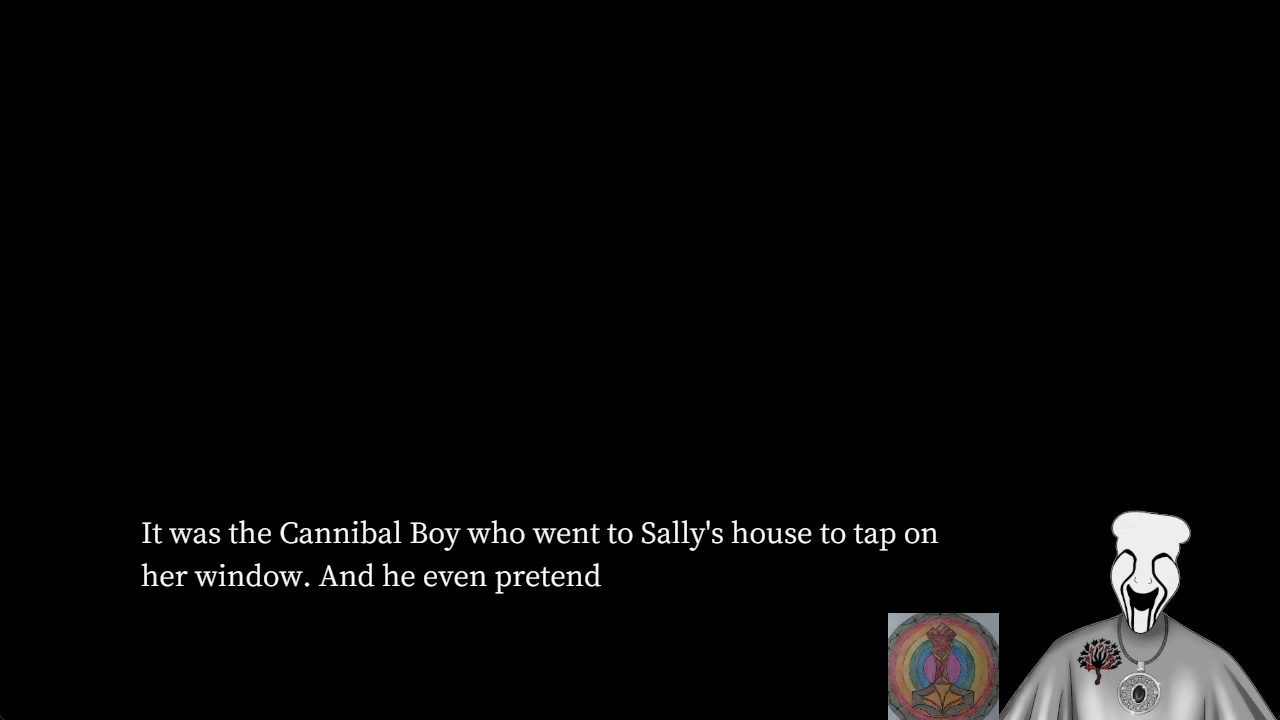 It was the Cannibal Boy who went to Sally's house to tap on
her window. And he even pretend